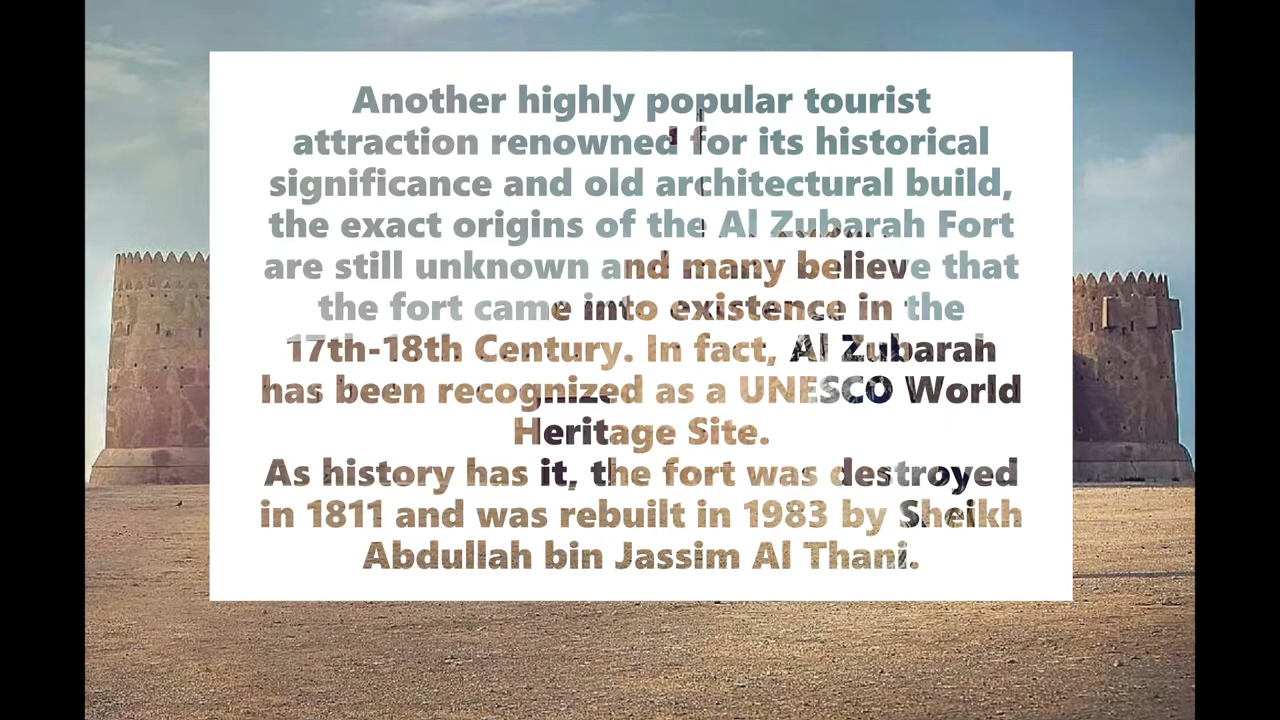 Another highly popular tourist
attraction renowned for its historical
significance and old architectural build,
the exact origins of the Al Zubarah Fort
are still unknown and many believe that
the fort came into existence in the
17th-18th Century. In fact, Al Zubarah
has been recognized as a UNESCO World
Heritage Site.
As history has it, the fort was destroyed
in 1811 and was rebuilt in 1983 by Sheikh
Abdullah bin Jassim Al Thani.